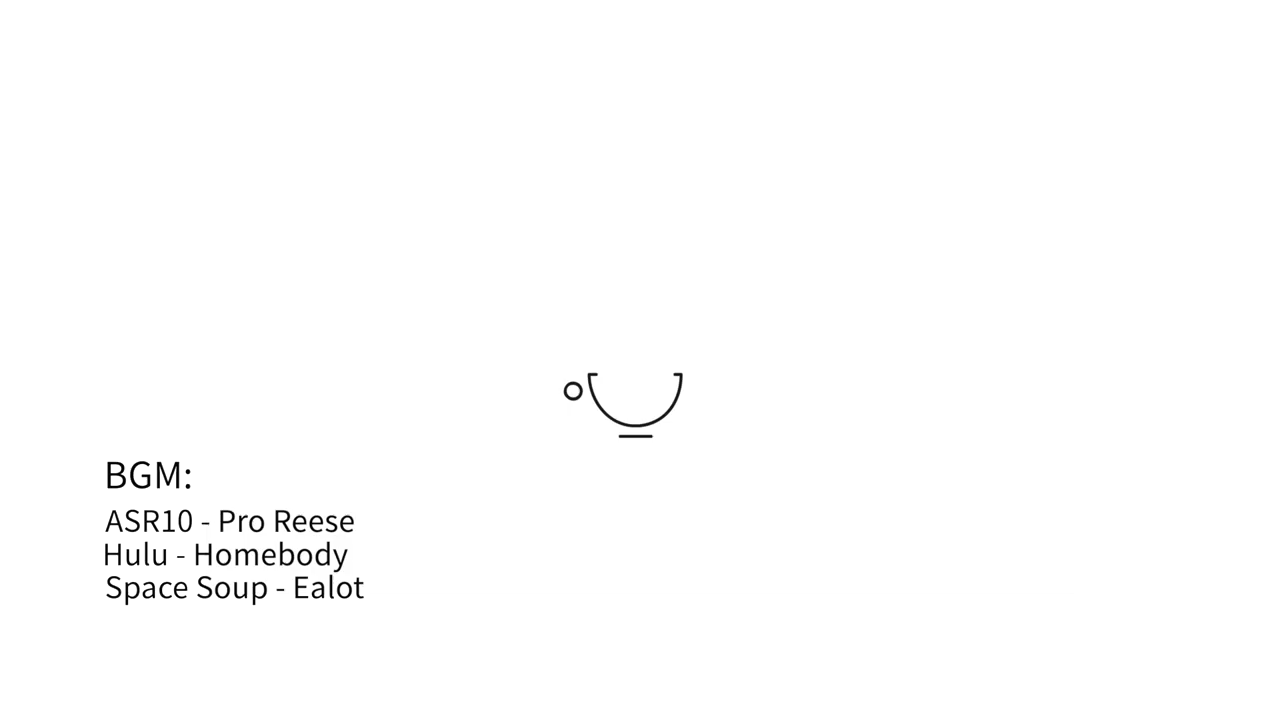 BGM:
ASR10 - Pro Reese
Hulu - Homebody
Space Soup - Ealot